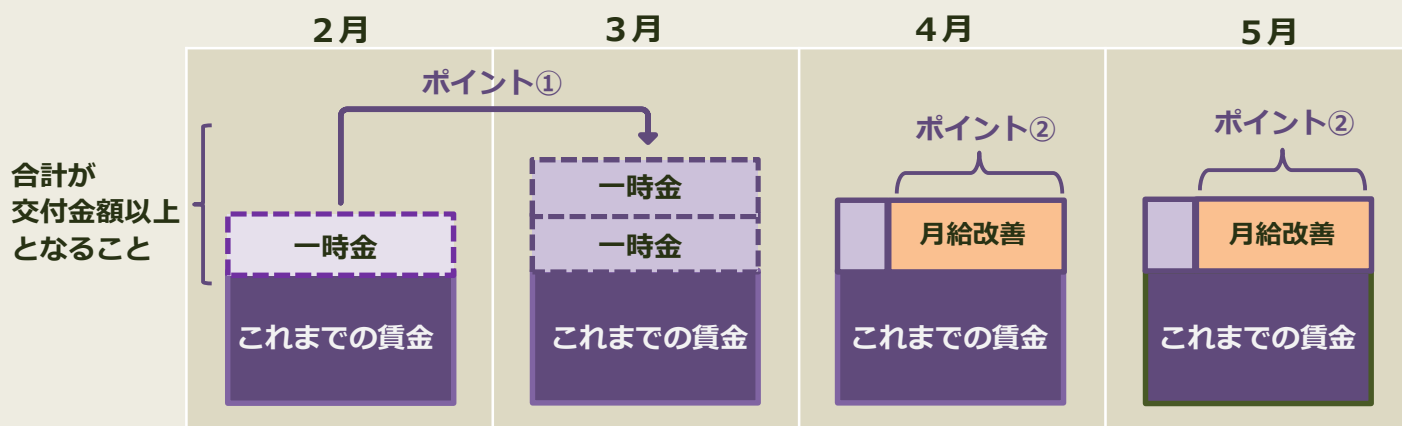 ２月
３月
４月
５月
ポイント①
ポイント②
ポイント②
合計が
交付金額以上
となること
一時金
一時金
一時金
月給改善
月給改善
これまでの賃金
これまでの賃金
これまでの賃金
これまでの賃金